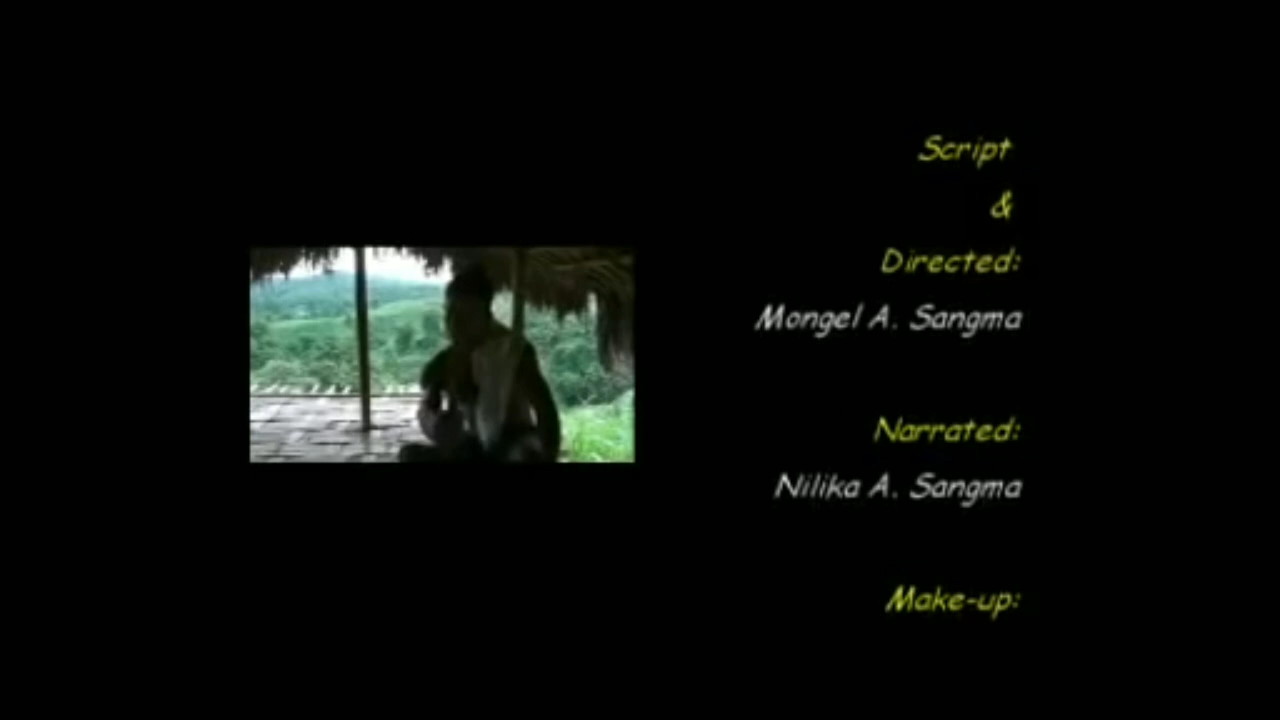 Script
&
Directed:
Mongel A. Sangma
Narrated:
Nilika A. Sangma
Make-up: